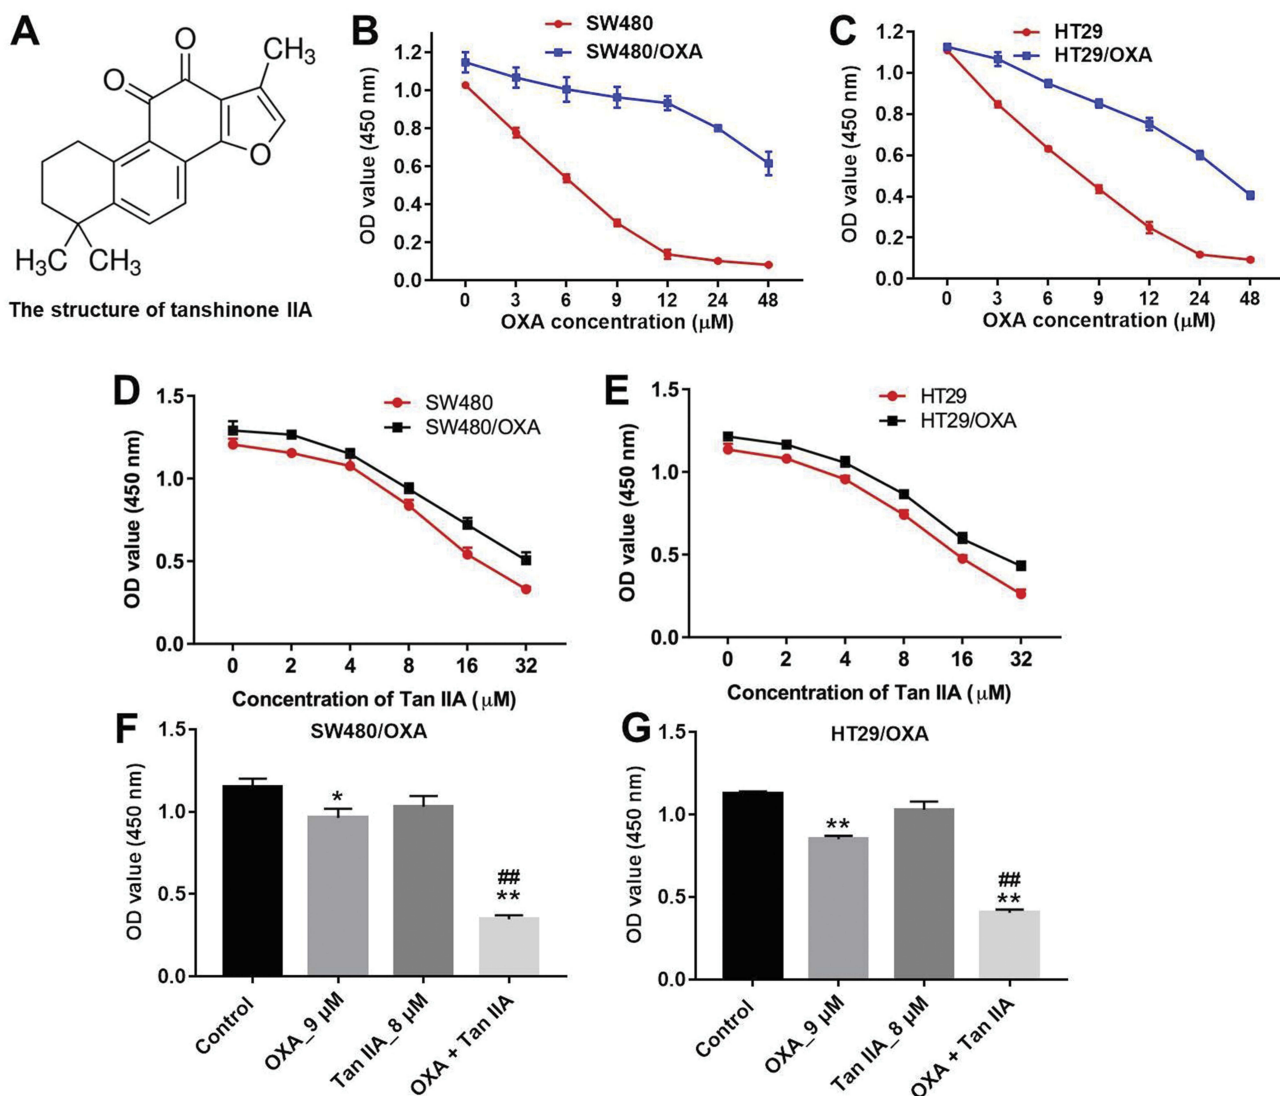 A
O
O
CH3
O
H3C CH3
The structure of tanshinone IIA
B
SW480
SW480/OXA
OD value (450 nm)
1.2
1.0
0.8
0.6
0.4
0.2
0.0
0 3 6 9 12 24 48
OXA concentration (μM)
C
HT29
HT29/OXA
OD value (450 nm)
1.2
1.0
0.8
0.6
0.4
0.2
0.0
0 3 6 9 12 24 48
OXA concentration (μM)
D
SW480
SW480/OXA
OD value (450 nm)
1.5
1.0
0.5
0.0
0 2 4 8 16 32
Concentration of Tan IIA (μM)
E
HT29
HT29/OXA
OD value (450 nm)
1.5
1.0
0.5
0.0
0 2 4 8 16 32
Concentration of Tan IIA (μM)
F
SW480/OXA
OD value (450 nm)
1.5
1.0
0.5
0.0
*
##
**
Control
OXA_9 μM
Tan IIA_8 μM
OXA + Tan IIA
G
HT29/OXA
OD value (450 nm)
1.5
1.0
0.5
0.0
**
##
**
Control
OXA_9 μM
Tan IIA_8 μM
OXA + Tan IIA